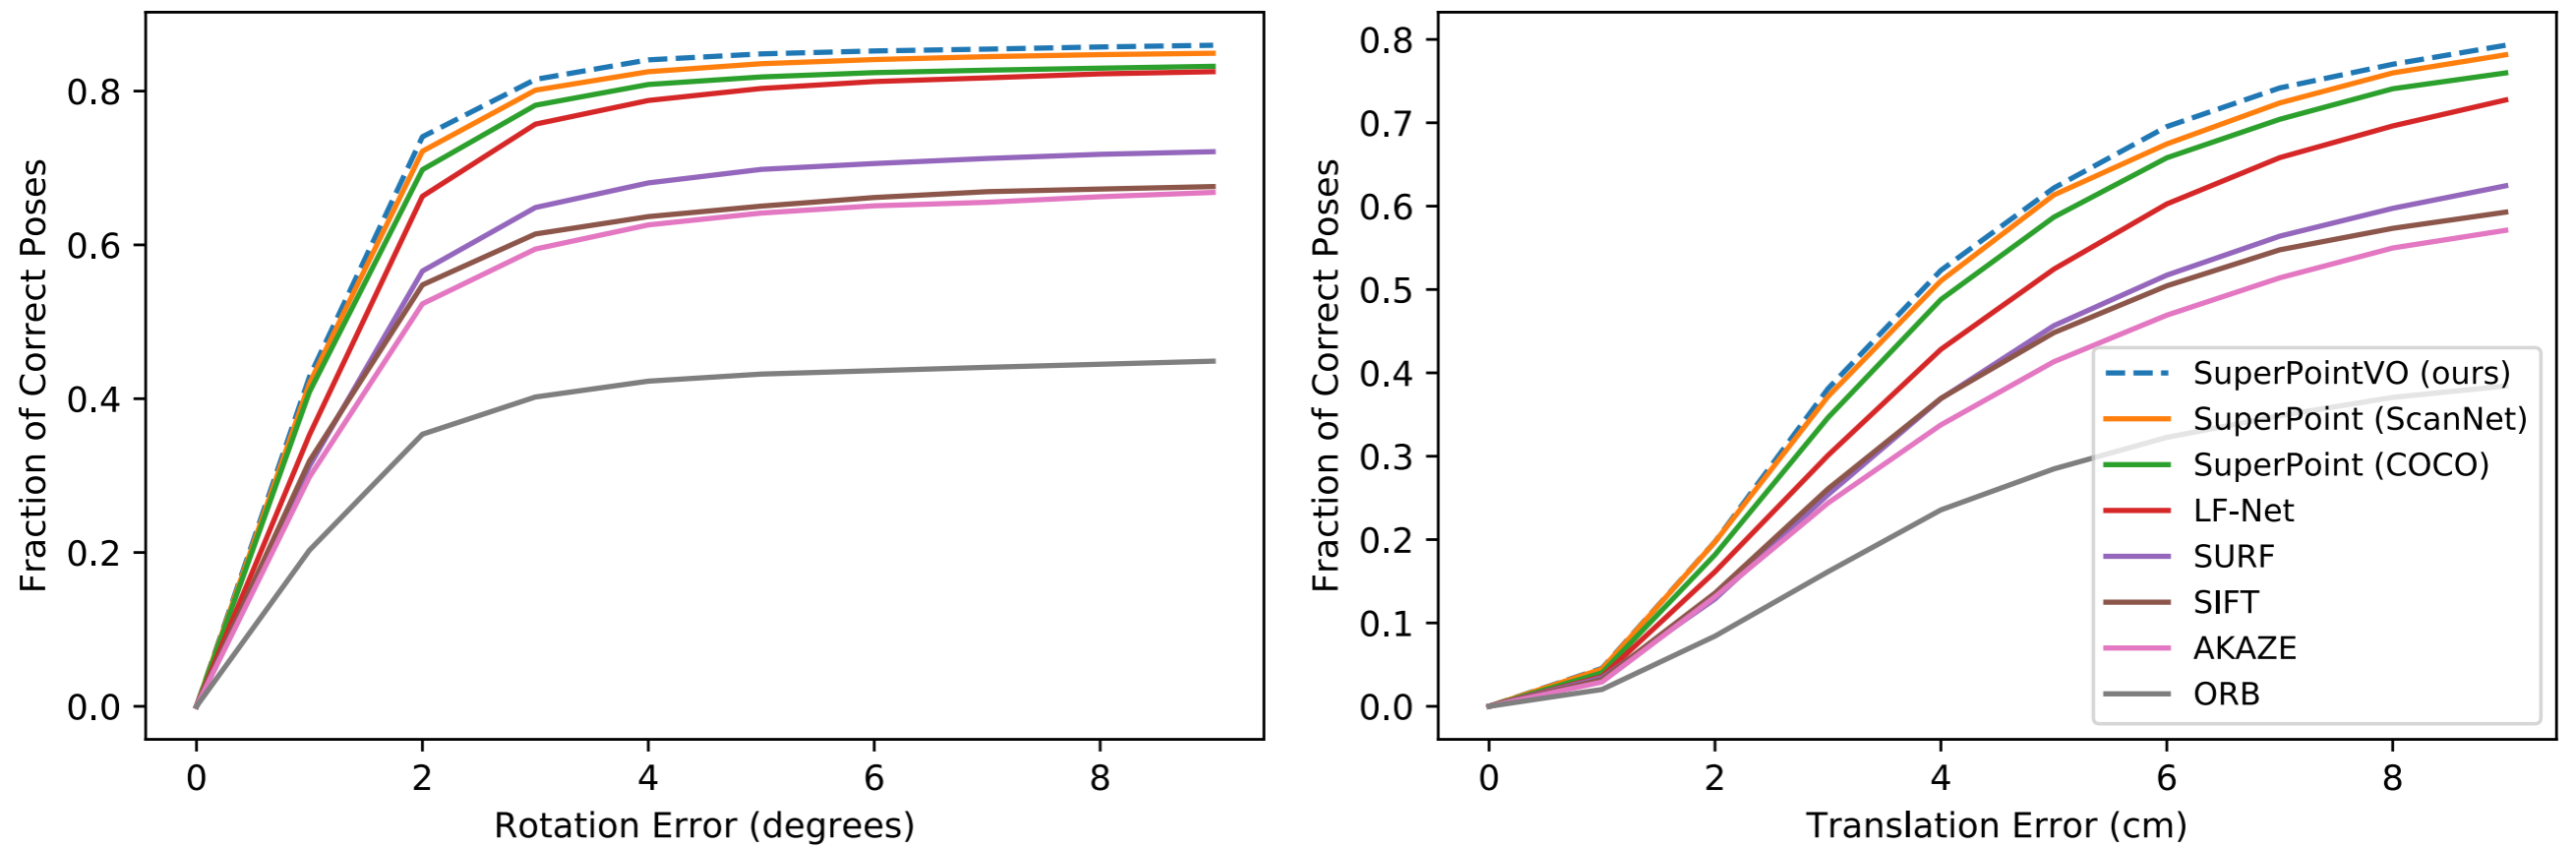 0.8
0.6
0.4
0.2
0.0
Fraction of Correct Poses
0 2 4 6 8
Rotation Error (degrees)
0.8
0.7
0.6
0.5
0.4
0.3
0.2
0.1
0.0
Fraction of Correct Poses
0 2 4 6 8
Translation Error (cm)
SuperPointVO (ours)
SuperPoint (ScanNet)
SuperPoint (COCO)
LF-Net
SURF
SIFT
AKAZE
ORB